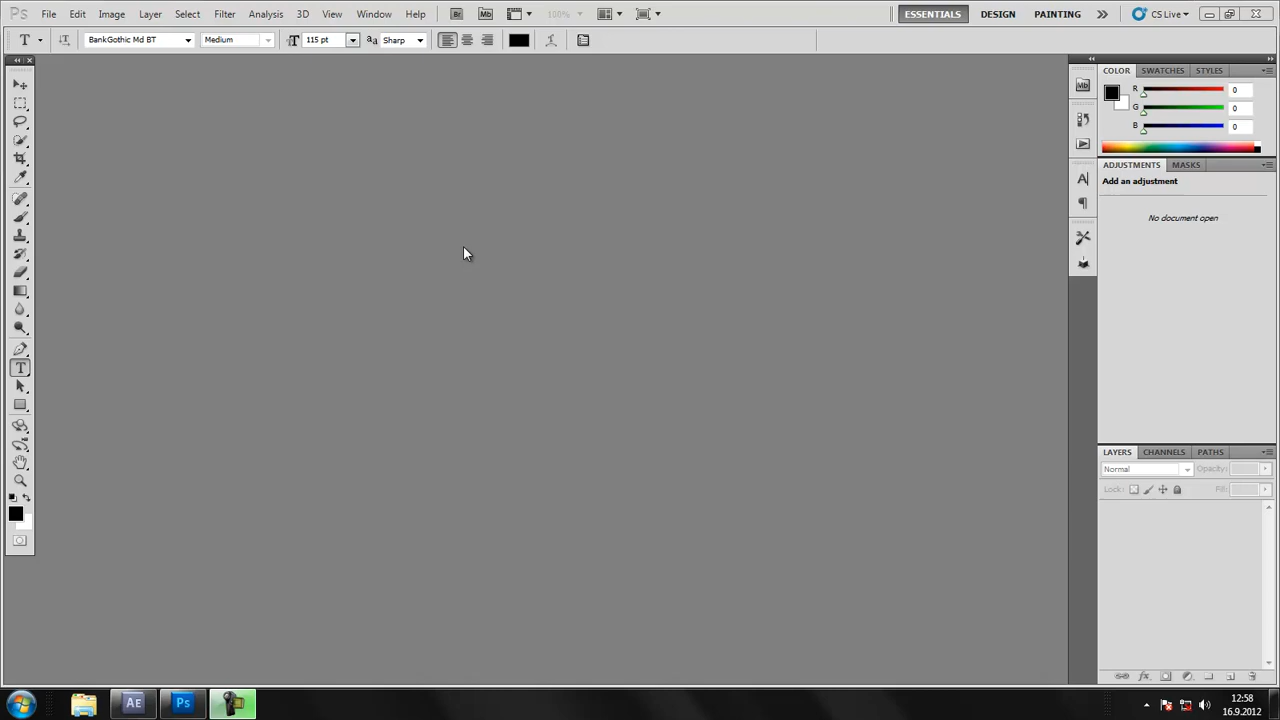 Ps File Edit Image Layer Select Filter Analysis 3D View Window Help Br Mb 100% ESSENTIALS DESIGN PAINTING CS Live
T BankGothic Md BT Medium 115 pt Sharp
COLOR SWATCHES STYLES
R 0
G 0
B 0
ADJUSTMENTS MASKS
Add an adjustment
No document open
LAYERS CHANNELS PATHS
Normal Opacity:
Lock: Fill:
AE Ps
12:58
16.9.2012